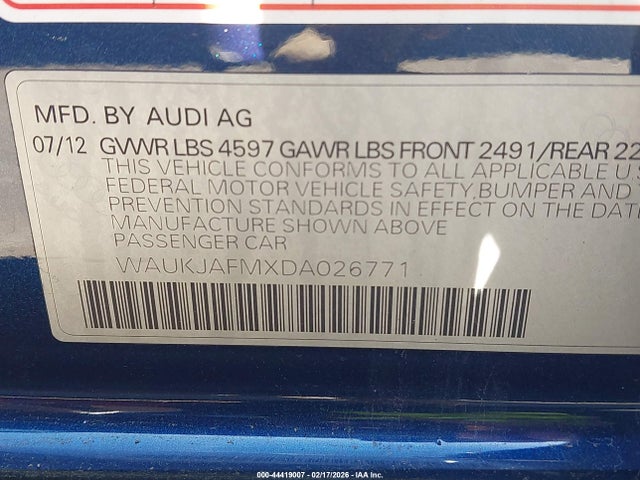 MFD. BY AUDI AG
07/12 GVWR LBS 4597 GAWR LBS FRONT 2491/REAR 22
THIS VEHICLE CONFORMS TO ALL APPLICABLE U
FEDERAL MOTOR VEHICLE SAFETY, BUMPER AND
PREVENTION STANDARDS IN EFFECT ON THE DAT
MANUFACTURE SHOWN ABOVE
PASSENGER CAR
WAUKJAFMXDA026771
000-44419007 - 02/17/2026 - IAA Inc.